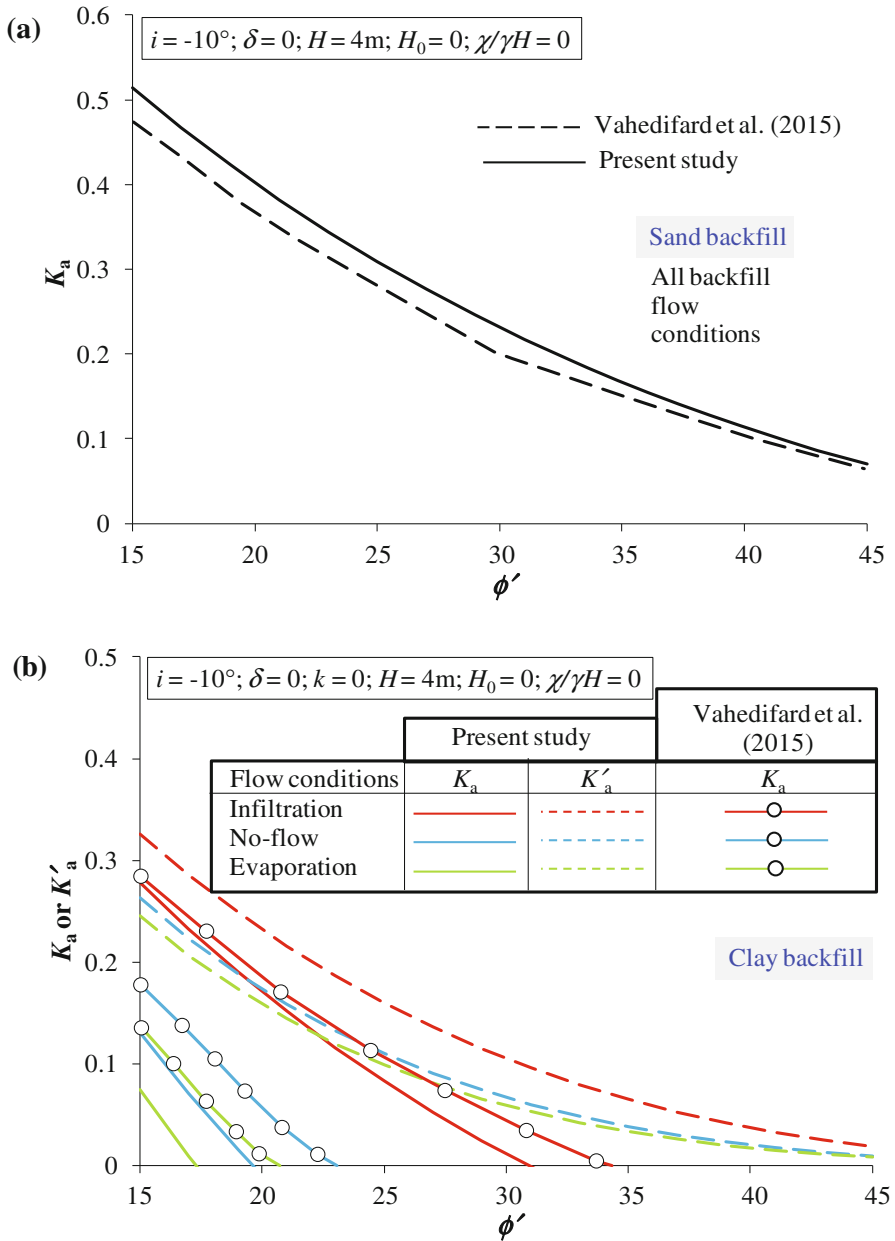 (a)
0.6
i = -10°; δ = 0; H = 4m; H₀ = 0; χ/γH = 0
0.5
Vahedifard et al. (2015)
Present study
0.4
Sand backfill
Kₐ
0.3
All backfill
flow
conditions
0.2
0.1
0
15 20 25 30 35 40 45
ϕ′
(b)
0.5
i = -10°; δ = 0; k = 0; H = 4m; H₀ = 0; χ/γH = 0
Present study
Vahedifard et al.
(2015)
0.4
Flow conditions Kₐ K′ₐ Kₐ
Infiltration
No-flow
Evaporation
0.3
Kₐ or K′ₐ
0.2
Clay backfill
0.1
0
15 20 25 30 35 40 45
ϕ′